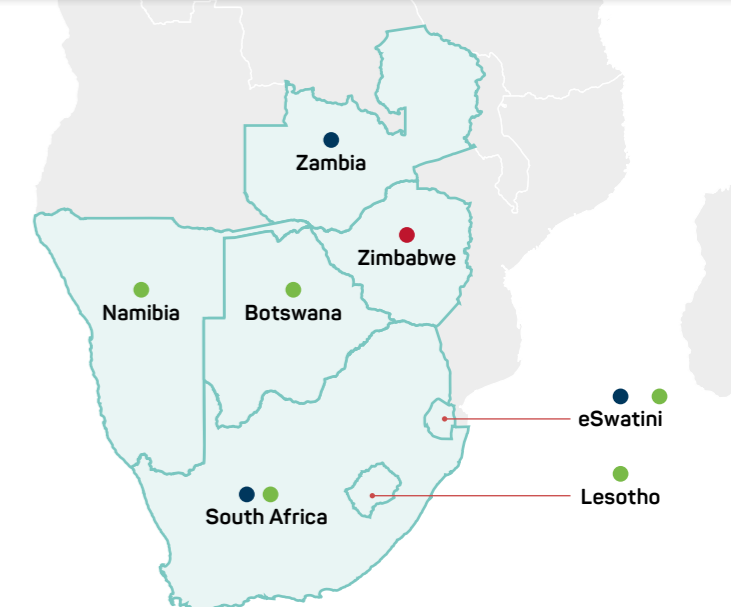 Zambia
Zimbabwe
Namibia
Botswana
eSwatini
Lesotho
South Africa